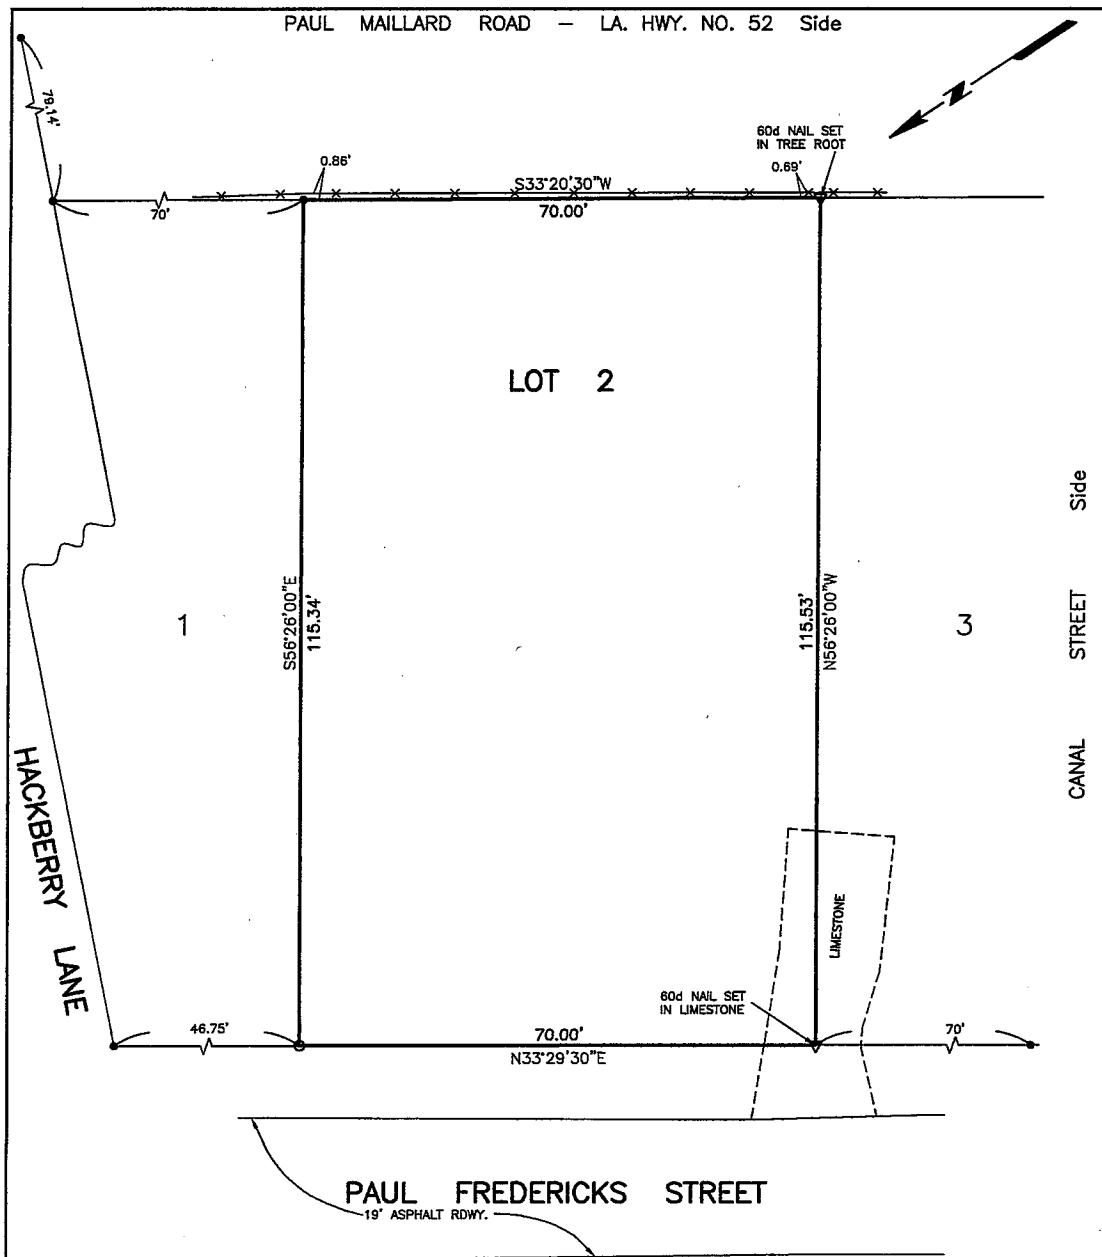 PAUL MAILLARD ROAD – LA. HWY. NO. 52 Side
N
79.14'
60d NAIL SET
IN TREE ROOT
0.86'
0.69'
S33°20'30"W
70'
70.00'
LOT 2
CANAL STREET Side
S56°26'00"E
115.34'
115.53'
N56°26'00"W
1
3
HACKBERRY LANE
LIMESTONE
60d NAIL SET
IN LIMESTONE
46.75'
70.00'
70'
N33°29'30"E
PAUL FREDERICKS STREET
19' ASPHALT RDWY.